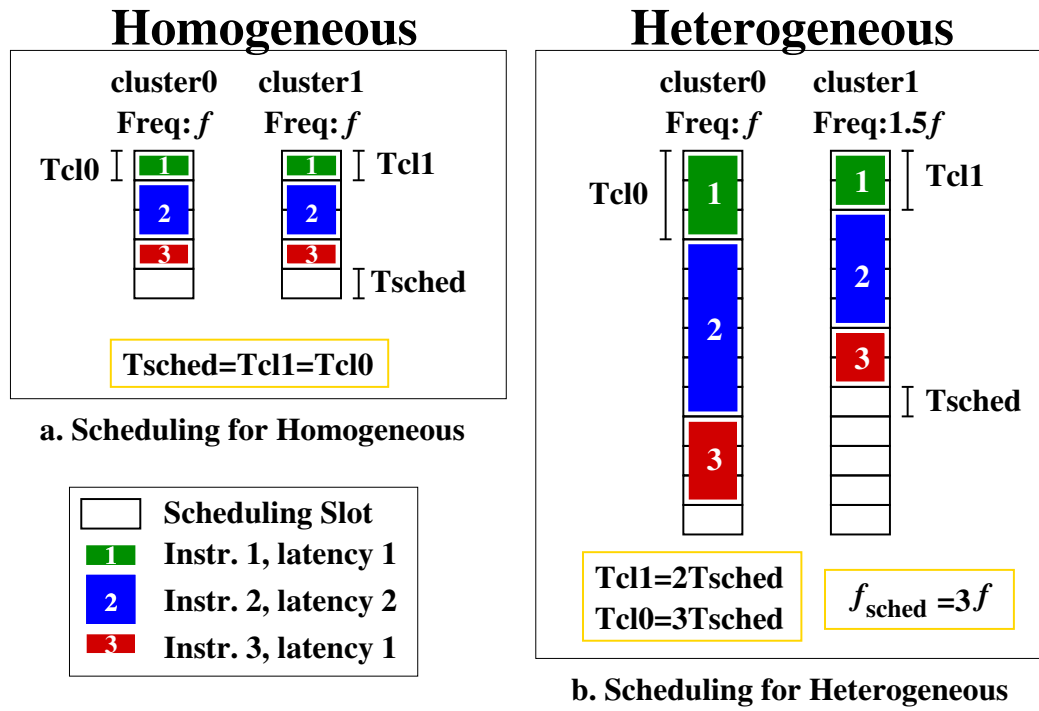 Homogeneous
cluster0 cluster1
Freq: f Freq: f
Tcl0
1
1
Tcl1
2
2
3
3
Tsched
Tsched=Tcl1=Tcl0
a. Scheduling for Homogeneous
Scheduling Slot
1 Instr. 1, latency 1
2 Instr. 2, latency 2
3 Instr. 3, latency 1
Heterogeneous
cluster0 cluster1
Freq: f Freq:1.5f
Tcl0
1
1
Tcl1
2
2
3
3
Tsched
Tcl1=2Tsched
Tcl0=3Tsched
fsched =3f
b. Scheduling for Heterogeneous